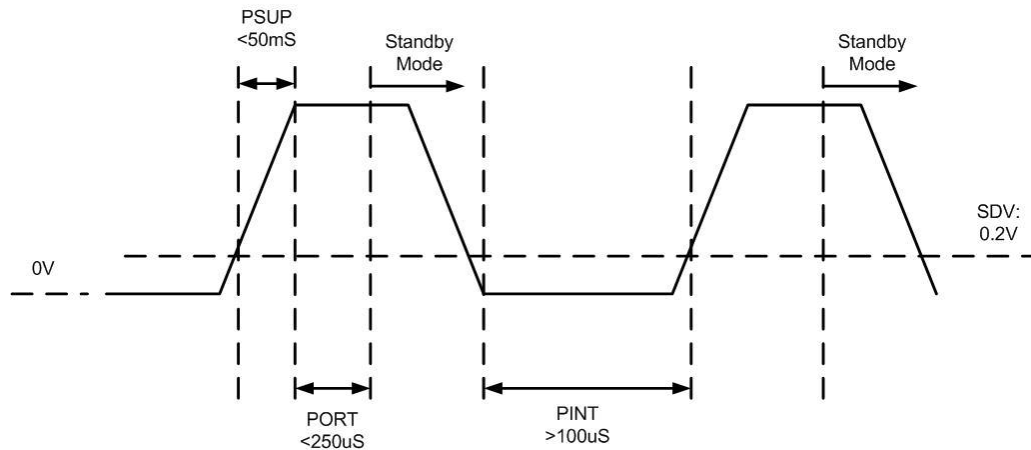 PSUP
<50mS
Standby
Mode
Standby
Mode
SDV:
0.2V
0V
PORT
<250uS
PINT
>100uS